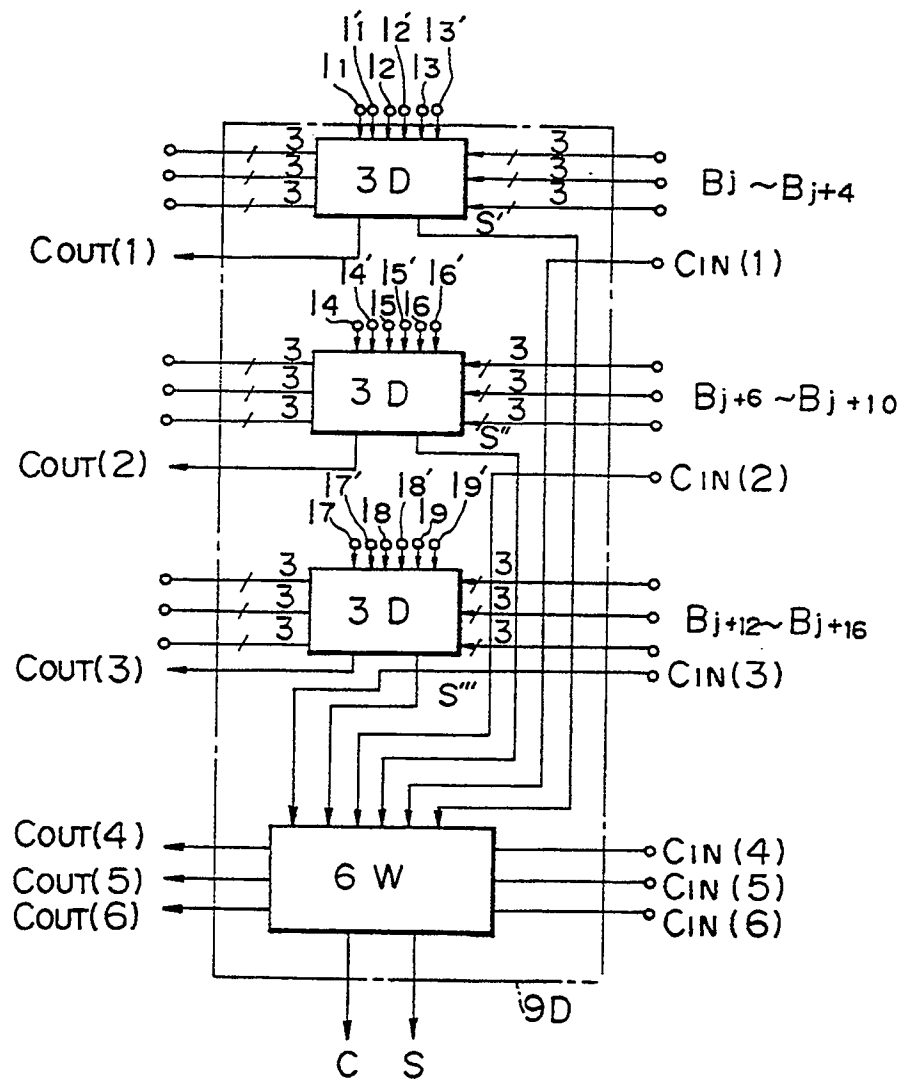 I1' I2' I3'
I1 I2 I3
3 3
3 3D 3
3 3
Bj ~Bj+4
S'
COUT(1) CIN(1)
I4' I5' I6'
I4 I5 I6
3 3
3 3D 3
3 3
Bj+6 ~Bj+10
S"
COUT(2) CIN(2)
I7' I8' I9'
I7 I8 I9
3 3
3 3D 3
3 3
Bj+12~Bj+16
COUT(3) CIN(3)
S'''
COUT(4) CIN(4)
6W
COUT(5) CIN(5)
COUT(6) CIN(6)
9D
C S